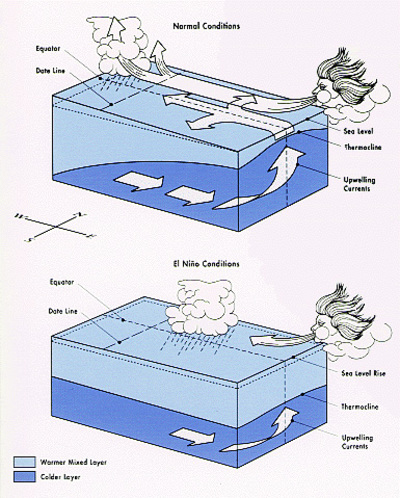 Normal Conditions
Equator
Date Line
Sea Level
Thermocline
Upwelling
Currents
W N
S E
El Niño Conditions
Equator
Date Line
Sea Level Rise
Thermocline
Upwelling
Currents
Warmer Mixed Layer
Colder Layer